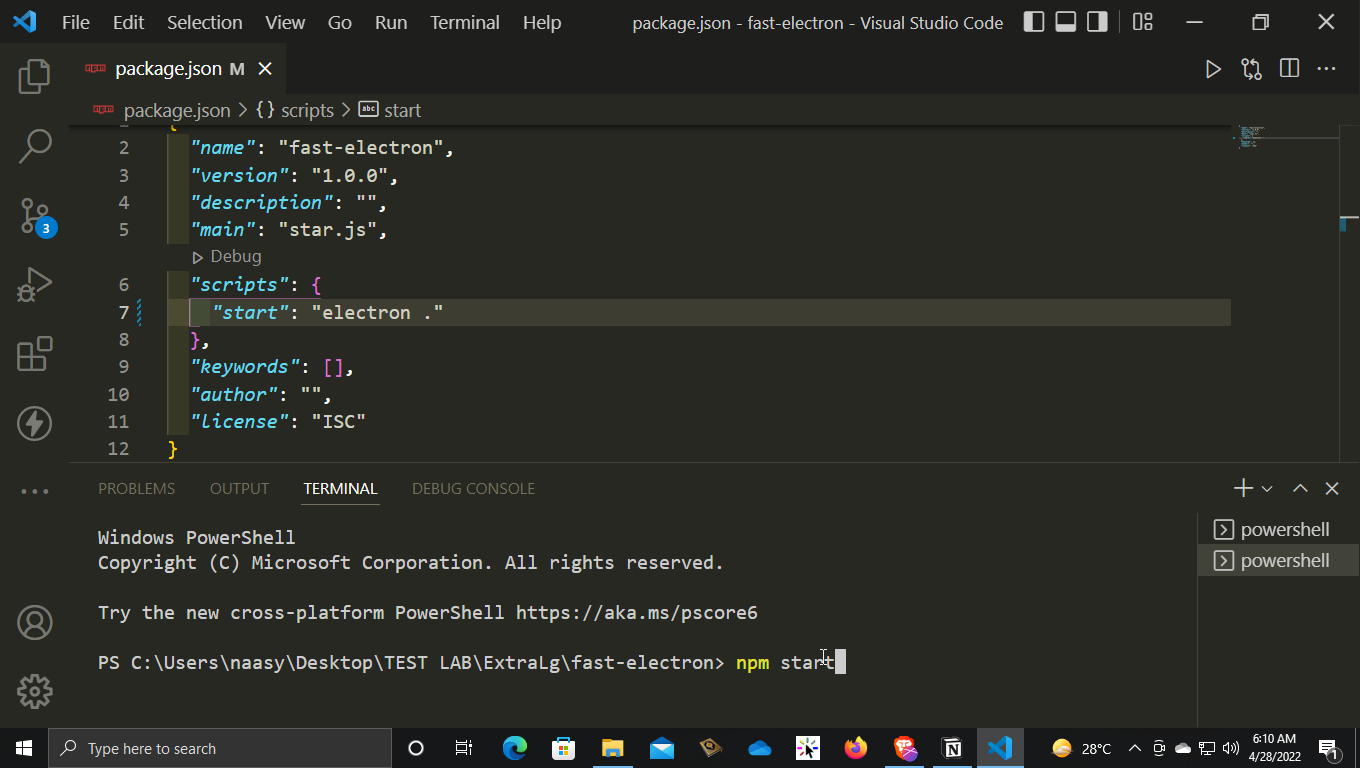 File Edit Selection View Go Run Terminal Help package.json - fast-electron - Visual Studio Code
package.json M
package.json > {} scripts > abc start
{
2 "name": "fast-electron",
3 "version": "1.0.0",
4 "description": "",
5 "main": "star.js",
Debug
6 "scripts": {
7 "start": "electron ."
8 },
9 "keywords": [],
10 "author": "",
11 "license": "ISC"
12 }
3
PROBLEMS OUTPUT TERMINAL DEBUG CONSOLE
Windows PowerShell
Copyright (C) Microsoft Corporation. All rights reserved.
Try the new cross-platform PowerShell https://aka.ms/pscore6
PS C:\Users\naasy\Desktop\TEST LAB\ExtraLg\fast-electron> npm start
powershell
powershell
Type here to search
28°C
6:10 AM
4/28/2022
1